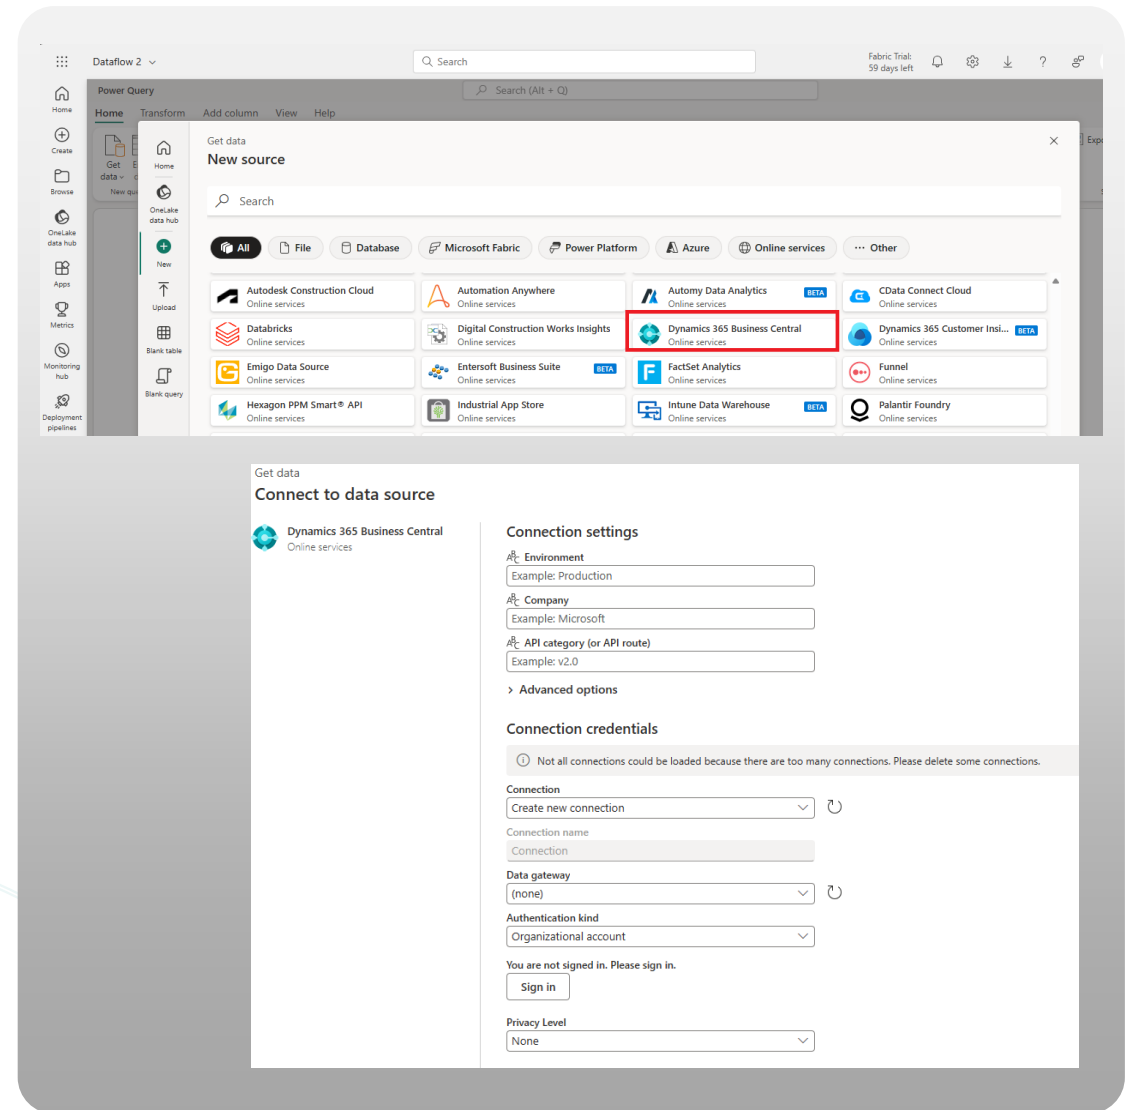 Dataflow 2
Search
Fabric Trial:
59 days left
Power Query
Search (Alt + Q)
Home Transform Add column View Help
Home
Create
Browse
OneLake
data hub
Apps
Metrics
Monitoring
hub
Deployment
pipelines
Get
data
New
Home
OneLake
data hub
New
Upload
Blank table
Blank query
Get data
New source
Search
All File Database Microsoft Fabric Power Platform Azure Online services Other
Autodesk Construction Cloud
Online services
Automation Anywhere
Online services
Automy Data Analytics BETA
Online services
CData Connect Cloud
Online services
Databricks
Online services
Digital Construction Works Insights
Online services
Dynamics 365 Business Central
Online services
Dynamics 365 Customer Insi... BETA
Online services
Emigo Data Source
Online services
Entersoft Business Suite BETA
Online services
FactSet Analytics
Online services
Funnel
Online services
Hexagon PPM Smart® API
Online services
Industrial App Store
Online services
Intune Data Warehouse BETA
Online services
Palantir Foundry
Online services
Get data
Connect to data source
Dynamics 365 Business Central
Online services
Connection settings
Environment
Example: Production
Company
Example: Microsoft
API category (or API route)
Example: v2.0
Advanced options
Connection credentials
Not all connections could be loaded because there are too many connections. Please delete some connections.
Connection
Create new connection
Connection name
Connection
Data gateway
(none)
Authentication kind
Organizational account
You are not signed in. Please sign in.
Sign in
Privacy Level
None